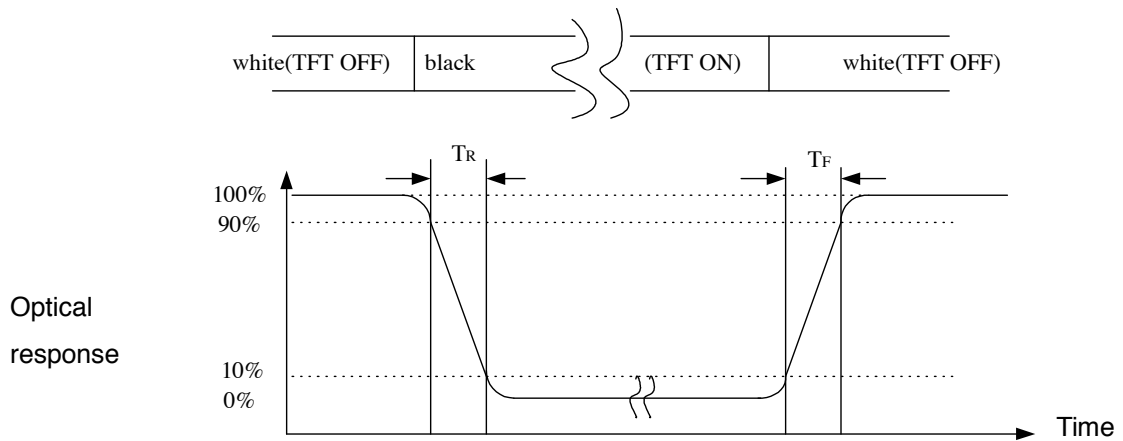 white(TFT OFF) black (TFT ON) white(TFT OFF)
TR TF
100%
90%
Optical
response
10%
0%
Time